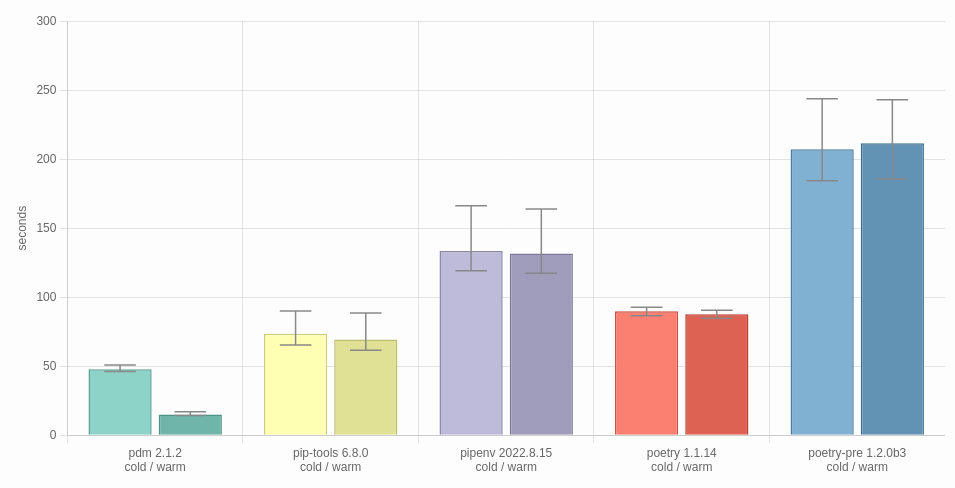 300
250
200
150
100
50
0
seconds
pdm 2.1.2
cold / warm
pip-tools 6.8.0
cold / warm
pipenv 2022.8.15
cold / warm
poetry 1.1.14
cold / warm
poetry-pre 1.2.0b3
cold / warm